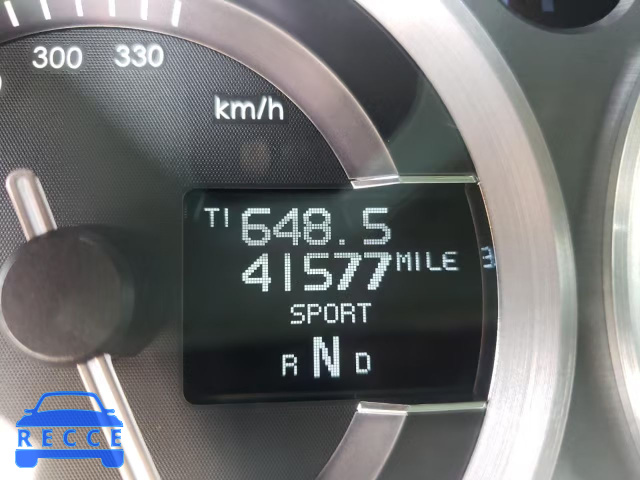 300 330
km/h
T1 648.5
41577 MILE
SPORT
R N D
RECCE